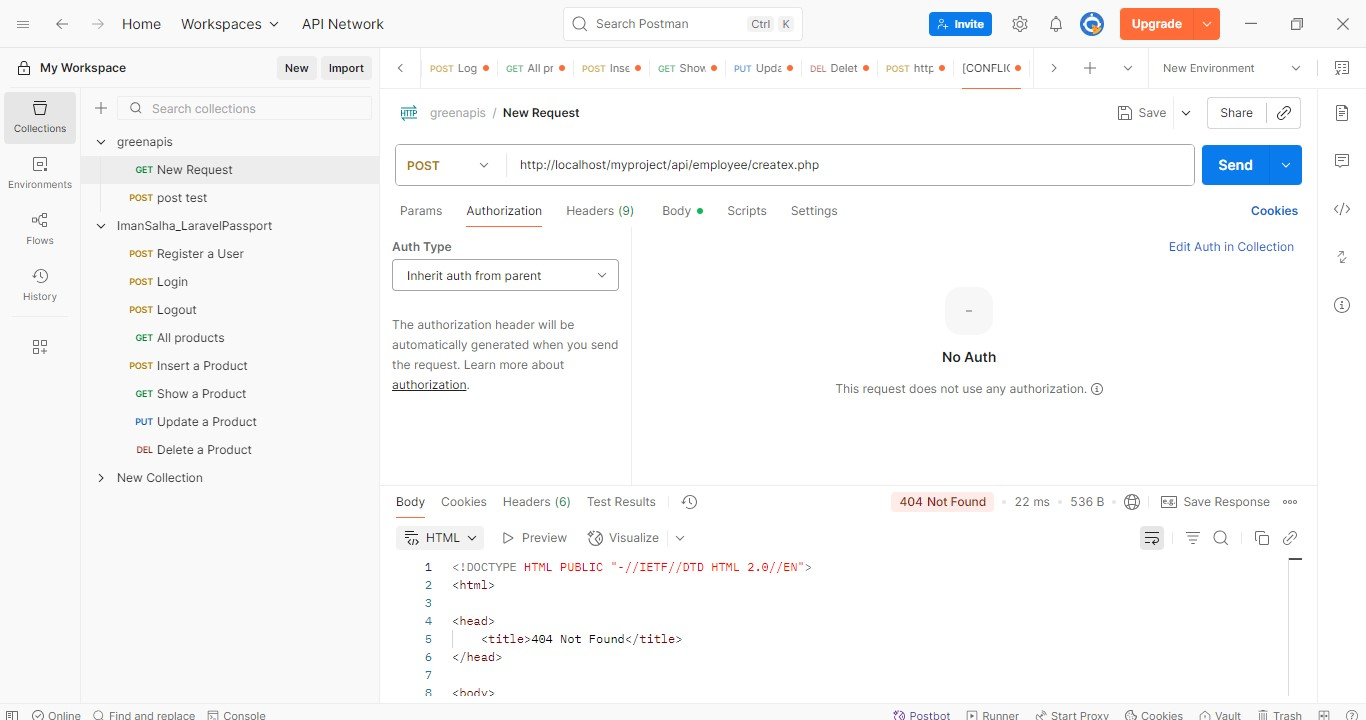 Home Workspaces API Network Search Postman Ctrl K Invite Upgrade
My Workspace New Import
POST Log GET All pr POST Inse GET Show PUT Upda DEL Delet POST http [CONFLIC New Environment
Search collections
Collections
Environments
Flows
History
greenapis
GET New Request
POST post test
ImanSalha_LaravelPassport
POST Register a User
POST Login
POST Logout
GET All products
POST Insert a Product
GET Show a Product
PUT Update a Product
DEL Delete a Product
New Collection
HTTP greenapis / New Request Save Share
POST http://localhost/myproject/api/employee/createx.php Send
Params Authorization Headers (9) Body Scripts Settings Cookies
Auth Type Edit Auth in Collection
Inherit auth from parent
The authorization header will be
automatically generated when you send
the request. Learn more about
authorization.
-
No Auth
This request does not use any authorization.
Body Cookies Headers (6) Test Results 404 Not Found 22 ms 536 B e.g. Save Response
HTML Preview Visualize
1 <!DOCTYPE HTML PUBLIC "-//IETF//DTD HTML 2.0//EN">
2 <html>
3
4 <head>
5 <title>404 Not Found</title>
6 </head>
7
8 <body>
Online Find and replace Console Postbot Runner Start Proxy Cookies Vault Trash